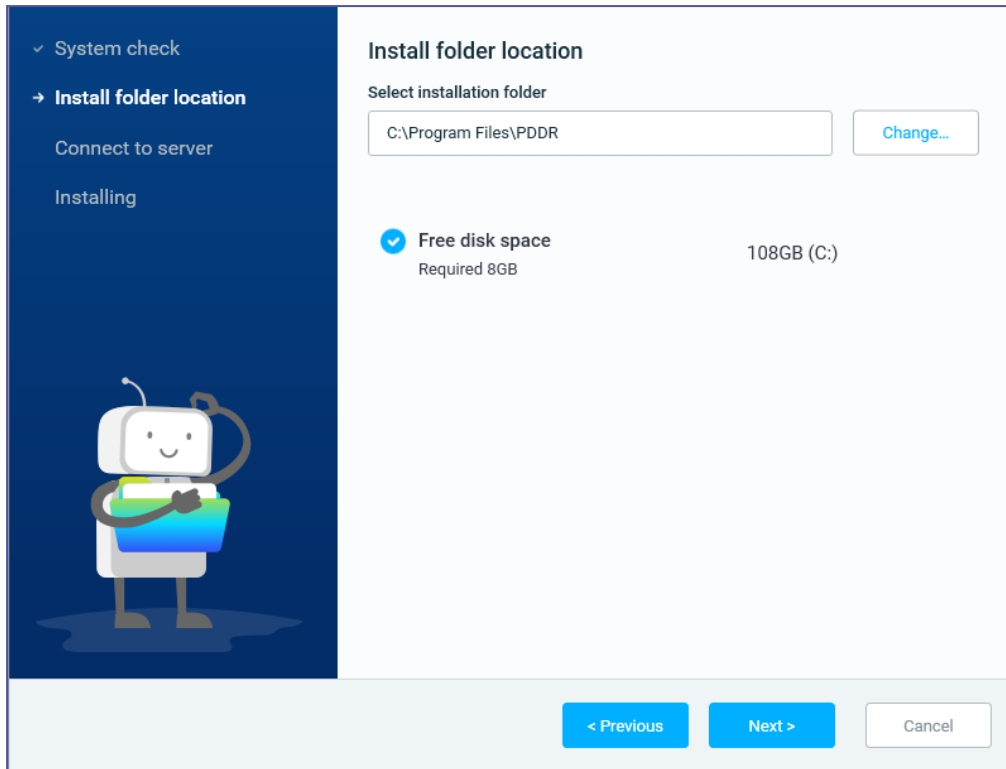 System check
Install folder location
Connect to server
Installing
Install folder location
Select installation folder
C:\Program Files\PDDR
Change...
Free disk space
Required 8GB
108GB (C:)
< Previous
Next >
Cancel